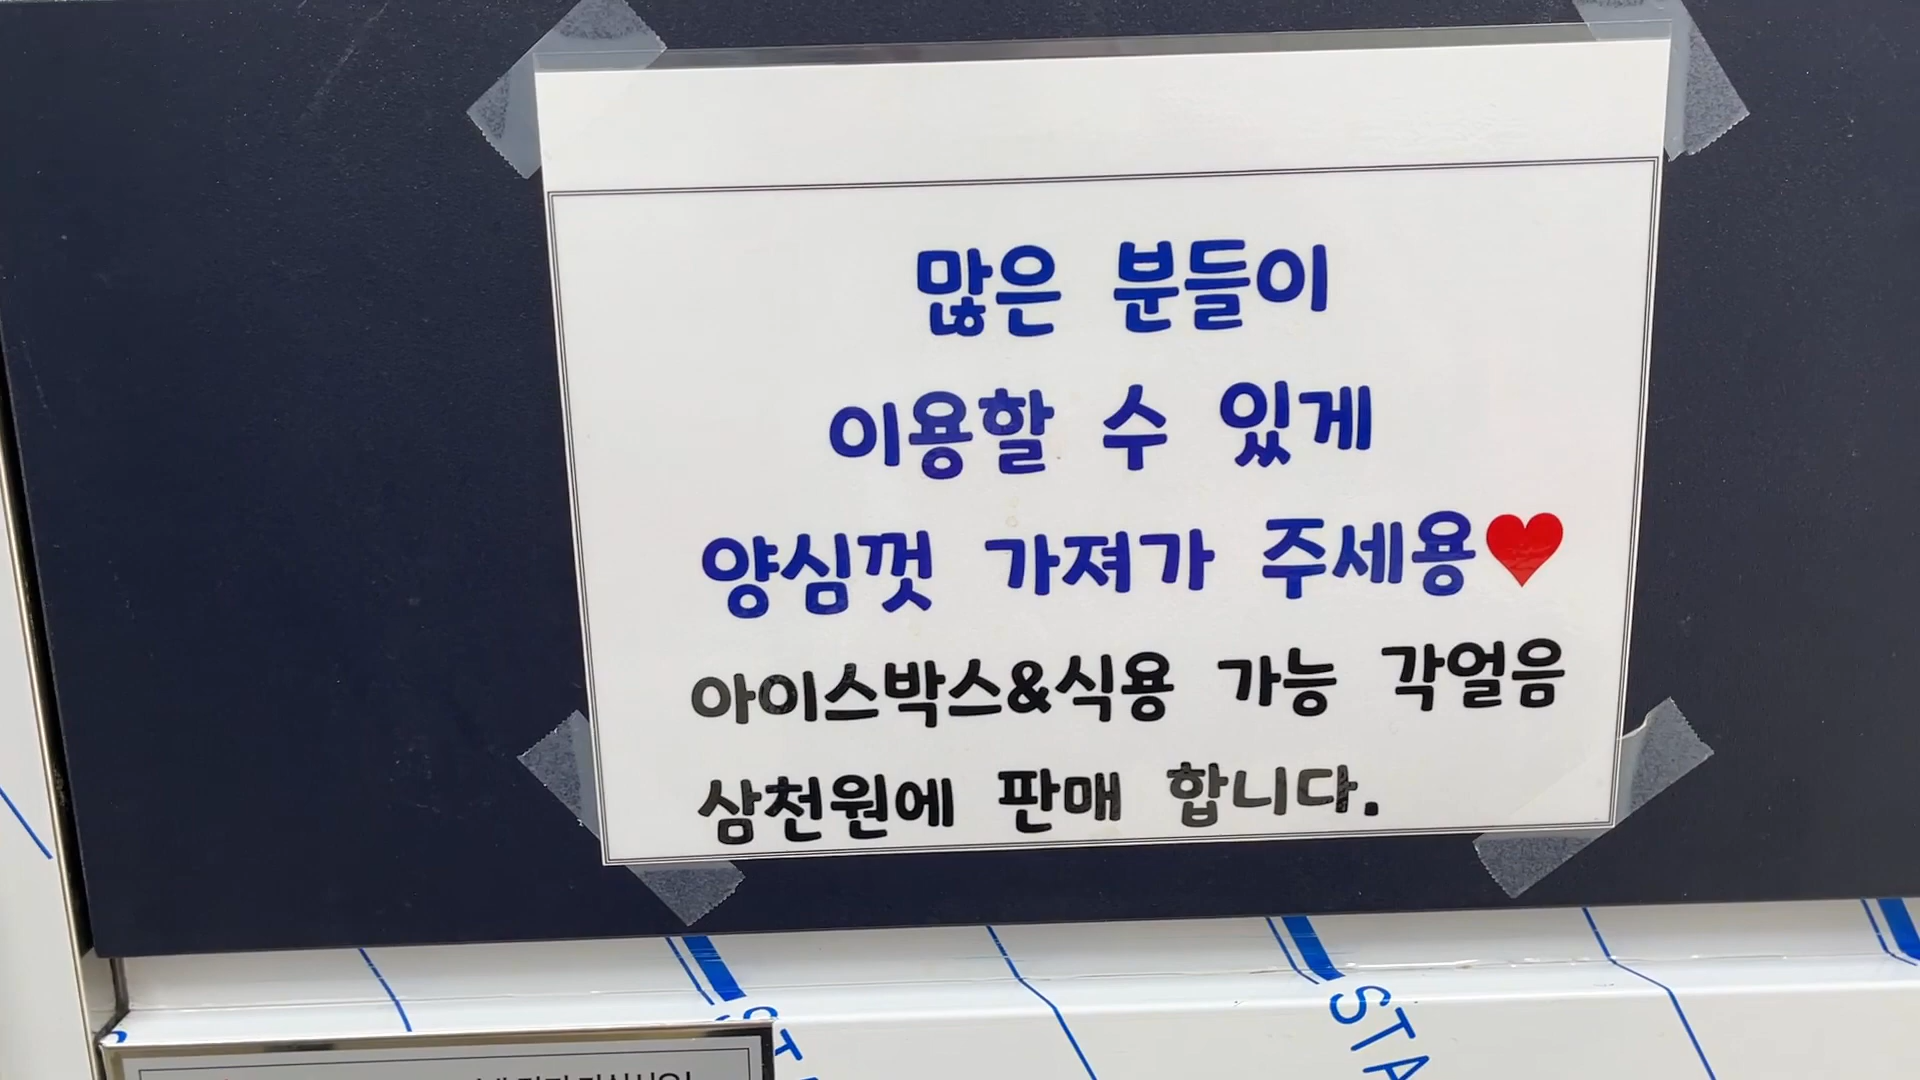 많은 분들이
이용할 수 있게
양심껏 가져가 주세용♥
아이스박스&식용 가능 각얼음
삼천원에 판매 합니다.
STA